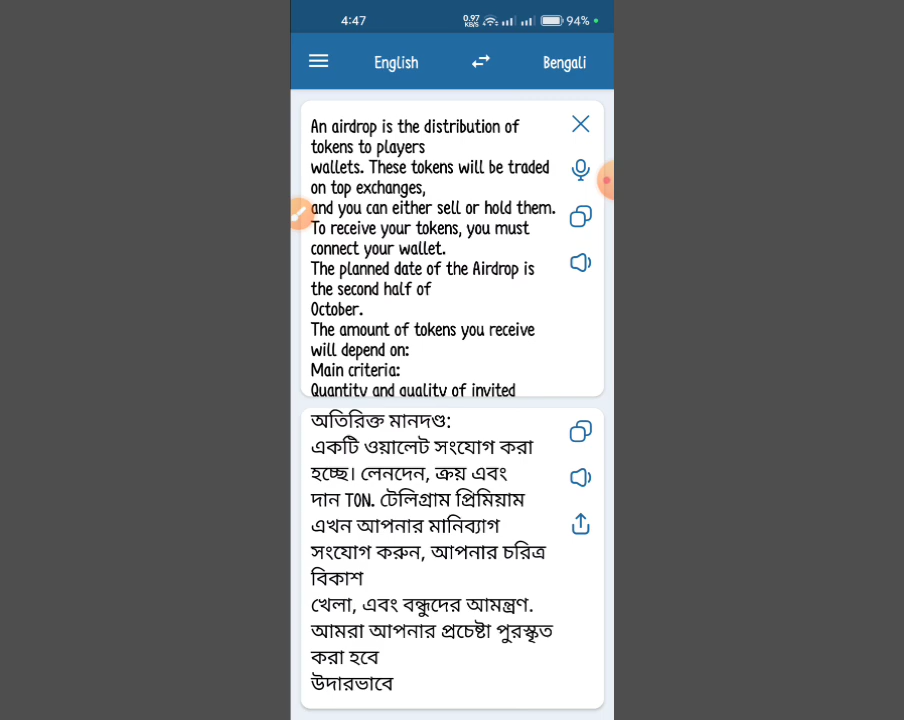 4:47
0.97
KB/S
94%
English
Bengali
An airdrop is the distribution of
tokens to players
wallets. These tokens will be traded
on top exchanges,
and you can either sell or hold them.
To receive your tokens, you must
connect your wallet.
The planned date of the Airdrop is
the second half of
October.
The amount of tokens you receive
will depend on:
Main criteria:
Quantity and quality of invited
অতিরিক্ত মানদণ্ড:
একটি ওয়ালেট সংযোগ করা
হচ্ছে। লেনদেন, ক্রয় এবং
দান TON. টেলিগ্রাম প্রিমিয়াম
এখন আপনার মানিব্যাগ
সংযোগ করুন, আপনার চরিত্র
বিকাশ
খেলা, এবং বন্ধুদের আমন্ত্রণ.
আমরা আপনার প্রচেষ্টা পুরস্কৃত
করা হবে
উদারভাবে